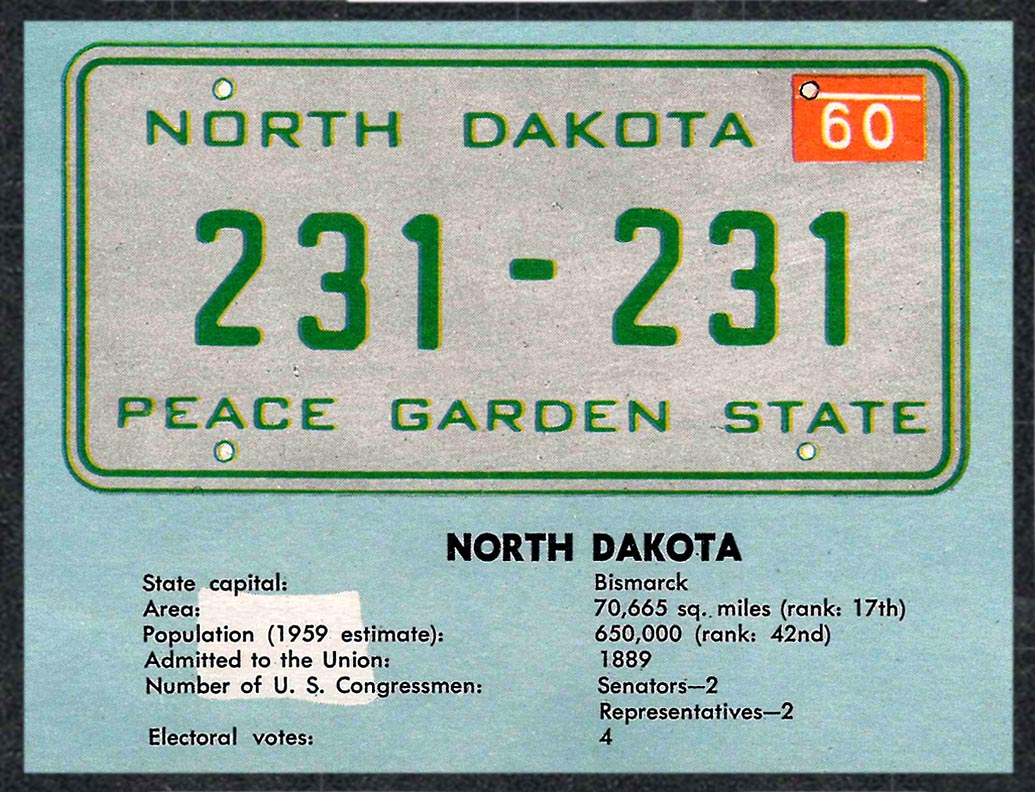 NORTH DAKOTA 60
231-231
PEACE GARDEN STATE
NORTH DAKOTA
State capital: Bismarck
Area: 70,665 sq. miles (rank: 17th)
Population (1959 estimate): 650,000 (rank: 42nd)
Admitted to the Union: 1889
Number of U. S. Congressmen: Senators—2
Representatives—2
Electoral votes: 4